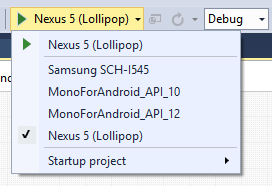 Nexus 5 (Lollipop)
Debug
Nexus 5 (Lollipop)
Samsung SCH-I545
MonoForAndroid_API_10
MonoForAndroid_API_12
Nexus 5 (Lollipop)
Startup project